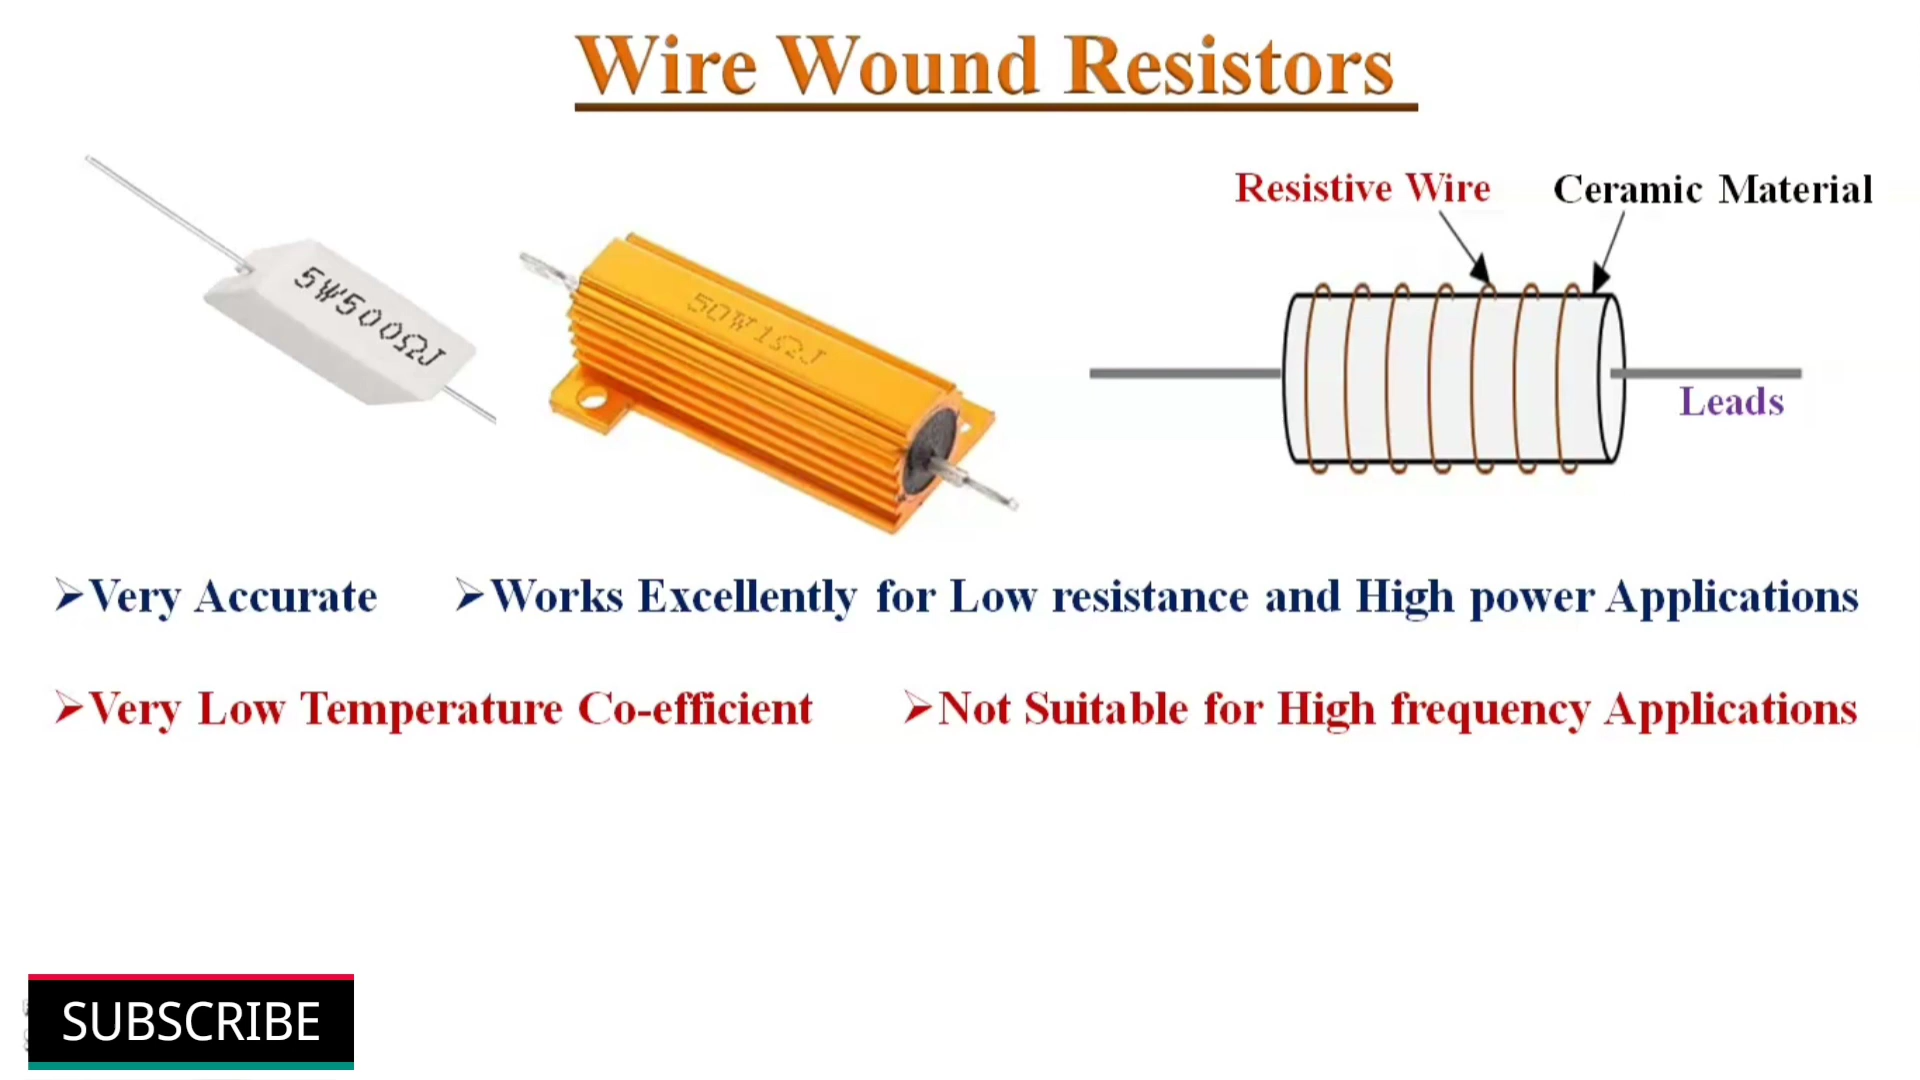 Wire Wound Resistors
Resistive Wire
Ceramic Material
5W500ΩJ
50W1ΩJ
Leads
➢Very Accurate
➢Works Excellently for Low resistance and High power Applications
➢Very Low Temperature Co-efficient
➢Not Suitable for High frequency Applications
SUBSCRIBE